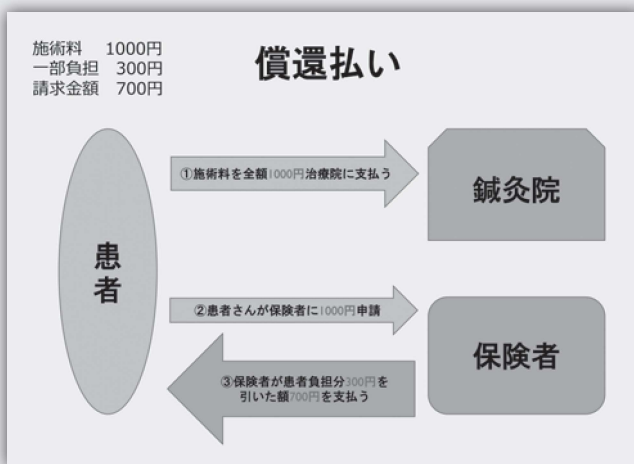 施術料 1000円
一部負担 300円
請求金額 700円
償還払い
患者
①施術料を全額1000円治療院に支払う
鍼灸院
②患者さんが保険者に1000円申請
保険者
③保険者が患者負担分300円を
引いた額700円を支払う